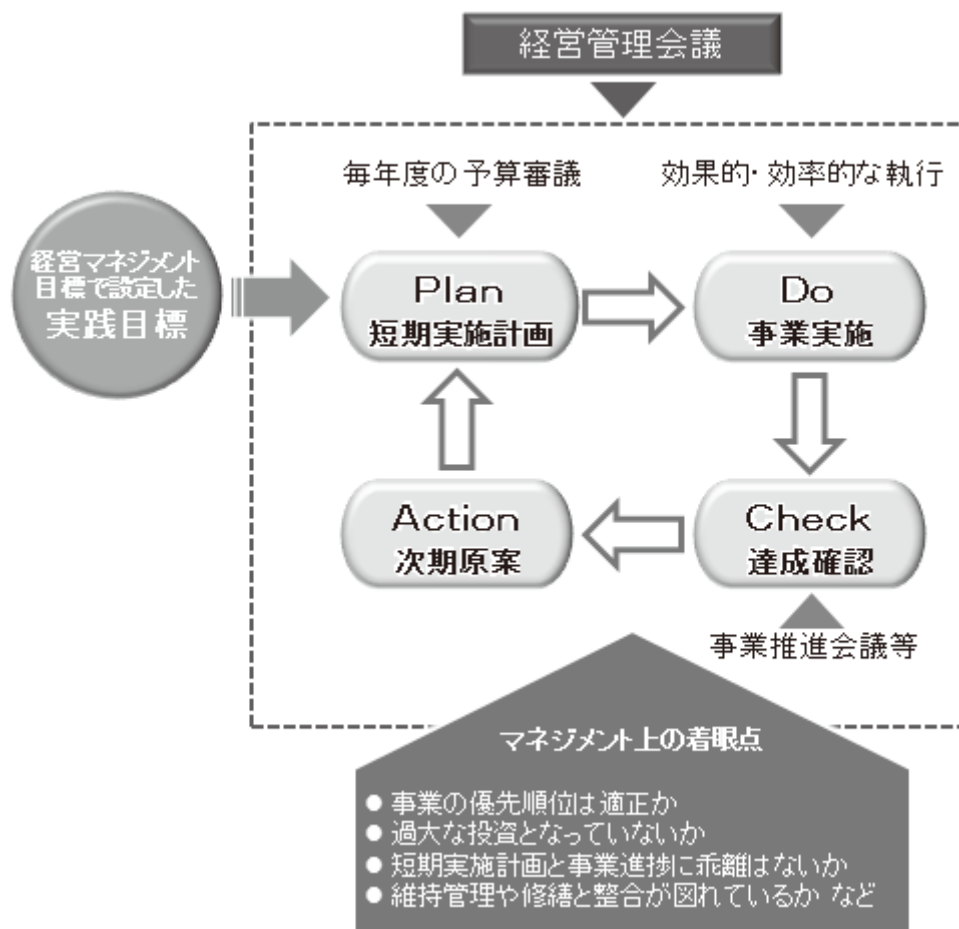 経営管理会議
毎年度の予算審議
効果的・効率的な執行
経営マネジメント
目標で設定した
実践目標
Plan
短期実施計画
Do
事業実施
Action
次期原案
Check
達成確認
事業推進会議等
マネジメント上の着眼点
● 事業の優先順位は適正か
● 過大な投資となっていないか
● 短期実施計画と事業進捗に乖離はないか
● 維持管理や修繕と整合が図れているか など